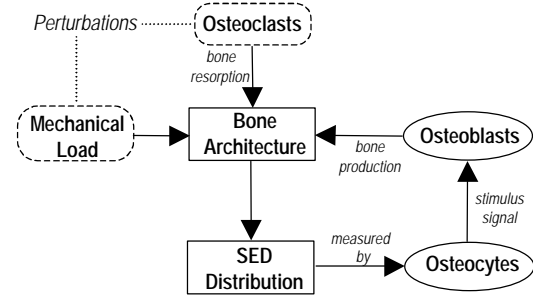 Perturbations
Osteoclasts
bone
resorption
Mechanical
Load
Bone
Architecture
Osteoblasts
bone
production
stimulus
signal
SED
Distribution
measured
by
Osteocytes